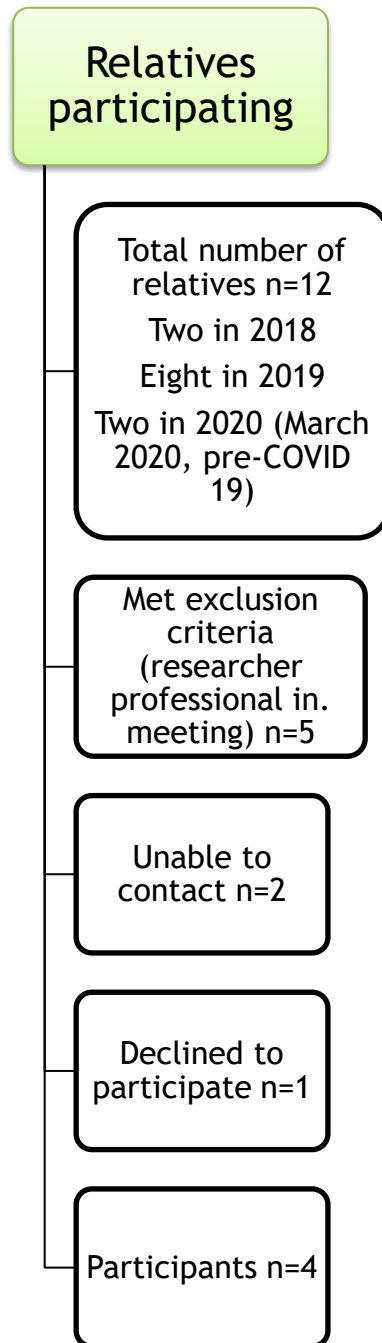 Relatives
participating
Total number of
relatives n=12
Two in 2018
Eight in 2019
Two in 2020 (March
2020, pre-COVID
19)
Met exclusion
criteria
(researcher
professional in.
meeting) n=5
Unable to
contact n=2
Declined to
participate n=1
Participants n=4